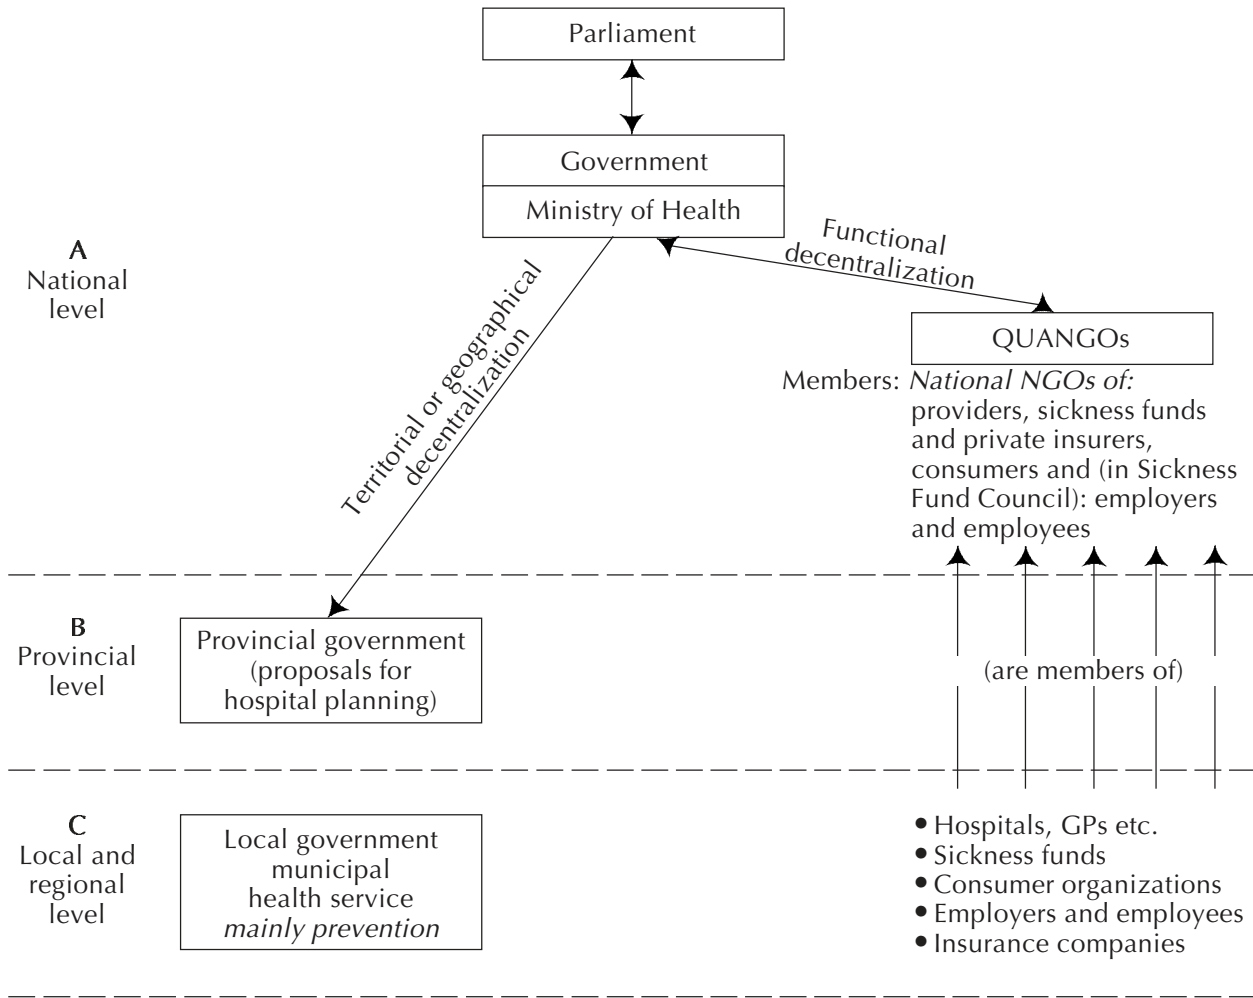 Parliament
Government
Ministry of Health
A
National
level
Functional
decentralization
Territorial or geographical
decentralization
QUANGOs
Members: National NGOs of:
providers, sickness funds
and private insurers,
consumers and (in Sickness
Fund Council): employers
and employees
B
Provincial
level
Provincial government
(proposals for
hospital planning)
(are members of)
C
Local and
regional
level
Local government
municipal
health service
mainly prevention
• Hospitals, GPs etc.
• Sickness funds
• Consumer organizations
• Employers and employees
• Insurance companies